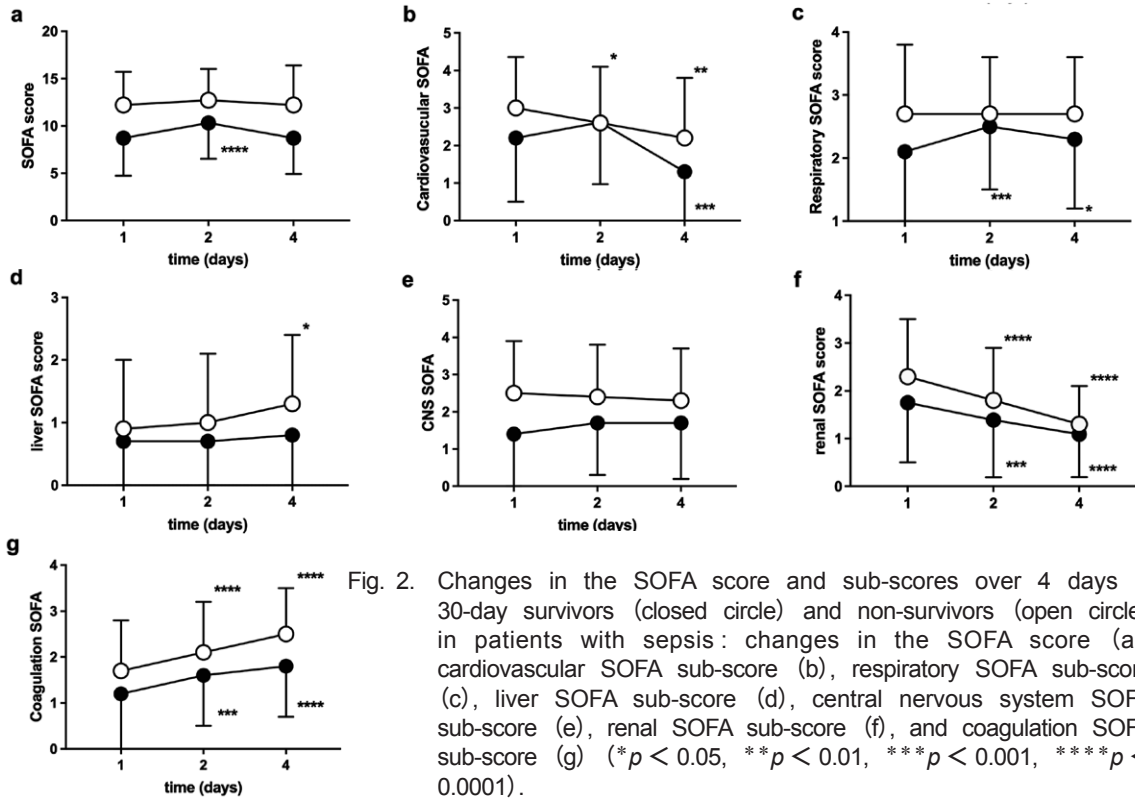 a
SOFA score
20
15
10
5
0
****
1 2 4
time (days)
b
Cardiovasucular SOFA
5
4
3
2
1
0
*
**
***
1 2 4
time (days)
c
Respiratory SOFA score
4
3
2
1
***
*
1 2 4
time (days)
d
liver SOFA score
3
2
1
0
*
1 2 4
time (days)
e
CNS SOFA
5
4
3
2
1
0
1 2 4
time (days)
f
renal SOFA score
4
3
2
1
0
****
****
***
****
1 2 4
time (days)
g
Coagulation SOFA
4
3
2
1
0
****
****
***
****
1 2 4
time (days)
Fig. 2. Changes in the SOFA score and sub-scores over 4 days
30-day survivors (closed circle) and non-survivors (open circle
in patients with sepsis : changes in the SOFA score (a
cardiovascular SOFA sub-score (b), respiratory SOFA sub-scor
(c), liver SOFA sub-score (d), central nervous system SOF
sub-score (e), renal SOFA sub-score (f), and coagulation SOF
sub-score (g) (*p < 0.05, **p < 0.01, ***p < 0.001, ****p <
0.0001).